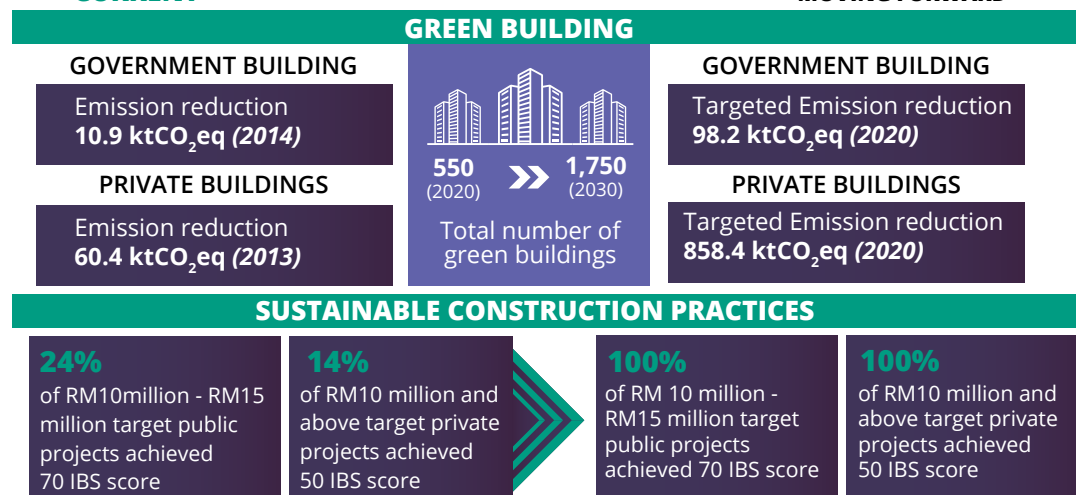 CURRENT
MOVING FORWARD
GREEN BUILDING
GOVERNMENT BUILDING
Emission reduction
10.9 ktCO₂eq (2014)
PRIVATE BUILDINGS
Emission reduction
60.4 ktCO₂eq (2013)
550
(2020)
1,750
(2030)
Total number of
green buildings
GOVERNMENT BUILDING
Targeted Emission reduction
98.2 ktCO₂eq (2020)
PRIVATE BUILDINGS
Targeted Emission reduction
858.4 ktCO₂eq (2020)
SUSTAINABLE CONSTRUCTION PRACTICES
24%
of RM10million - RM15
million target public
projects achieved
70 IBS score
14%
of RM10 million and
above target private
projects achieved
50 IBS score
100%
of RM 10 million -
RM15 million target
public projects
achieved 70 IBS score
100%
of RM10 million and
above target private
projects achieved
50 IBS score